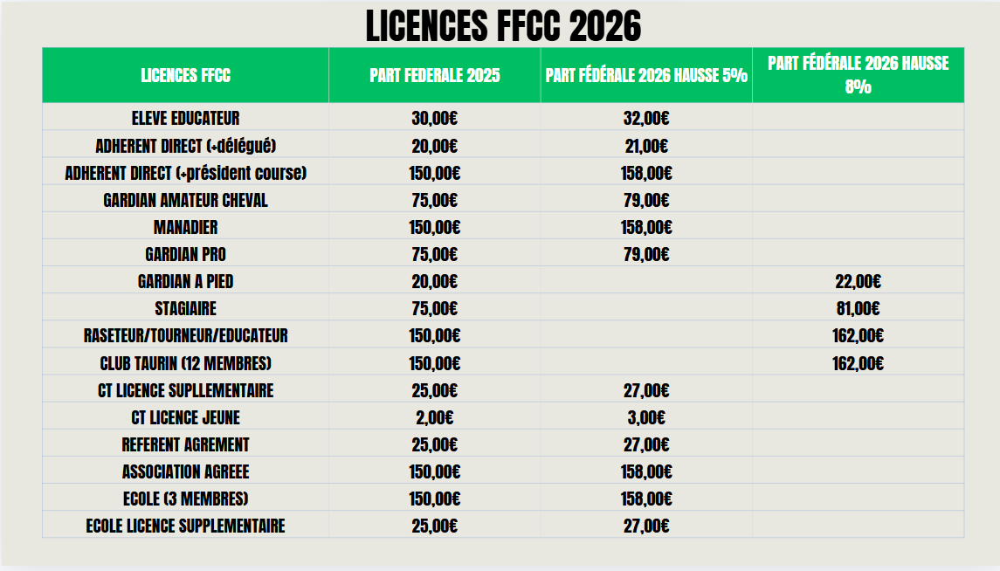 LICENCES FFCC 2026
LICENCES FFCC PART FEDERALE 2025 PART FÉDÉRALE 2026 HAUSSE 5% PART FÉDÉRALE 2026 HAUSSE 8%
ELEVE EDUCATEUR 30,00€ 32,00€
ADHERENT DIRECT (+délégué) 20,00€ 21,00€
ADHERENT DIRECT (+président course) 150,00€ 158,00€
GARDIAN AMATEUR CHEVAL 75,00€ 79,00€
MANADIER 150,00€ 158,00€
GARDIAN PRO 75,00€ 79,00€
GARDIAN A PIED 20,00€ 22,00€
STAGIAIRE 75,00€ 81,00€
RASETEUR/TOURNEUR/EDUCATEUR 150,00€ 162,00€
CLUB TAURIN (12 MEMBRES) 150,00€ 162,00€
CT LICENCE SUPLLEMENTAIRE 25,00€ 27,00€
CT LICENCE JEUNE 2,00€ 3,00€
REFERENT AGREMENT 25,00€ 27,00€
ASSOCIATION AGREEE 150,00€ 158,00€
ECOLE (3 MEMBRES) 150,00€ 158,00€
ECOLE LICENCE SUPPLEMENTAIRE 25,00€ 27,00€